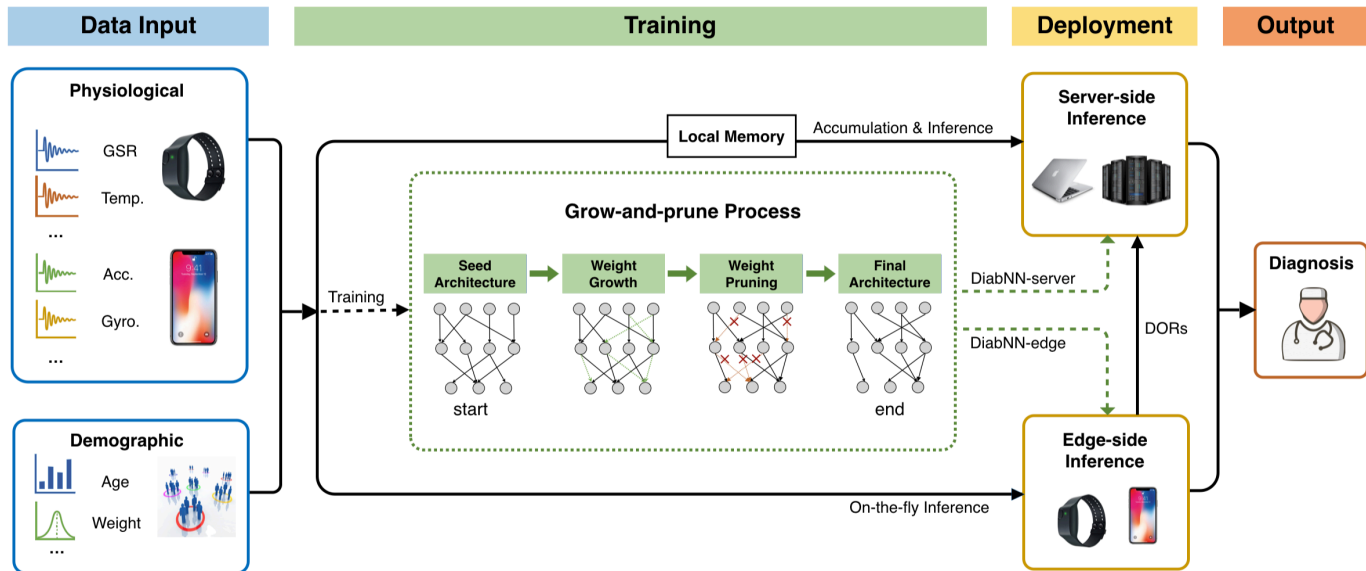 Data Input
Training
Deployment
Output
Physiological
GSR
Temp.
...
Acc.
Gyro.
...
Demographic
Age
Weight
...
Training
Local Memory
Accumulation & Inference
Grow-and-prune Process
Seed
Architecture
Weight
Growth
Weight
Pruning
Final
Architecture
start
end
DiabNN-server
DiabNN-edge
On-the-fly Inference
Server-side
Inference
DORs
Edge-side
Inference
Diagnosis
9:41